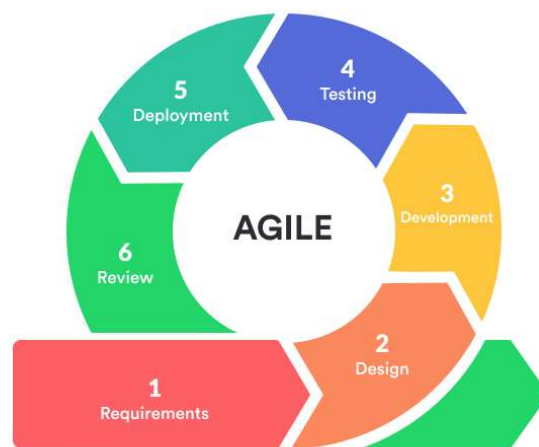 AGILE
1
Requirements
2
Design
3
Development
4
Testing
5
Deployment
6
Review